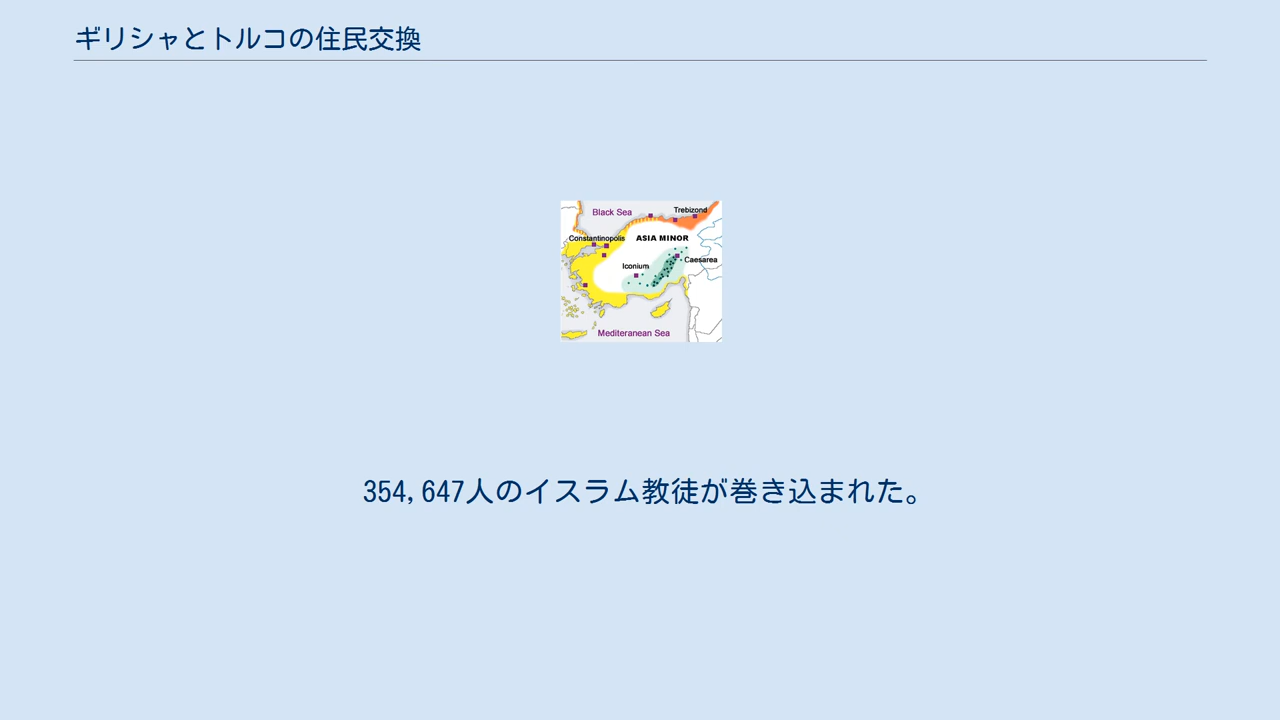 ギリシャとトルコの住民交換
Black Sea
Trebizond
Constantinopolis
ASIA MINOR
Iconium
Caesarea
Mediteranean Sea
354,647人のイスラム教徒が巻き込まれた。